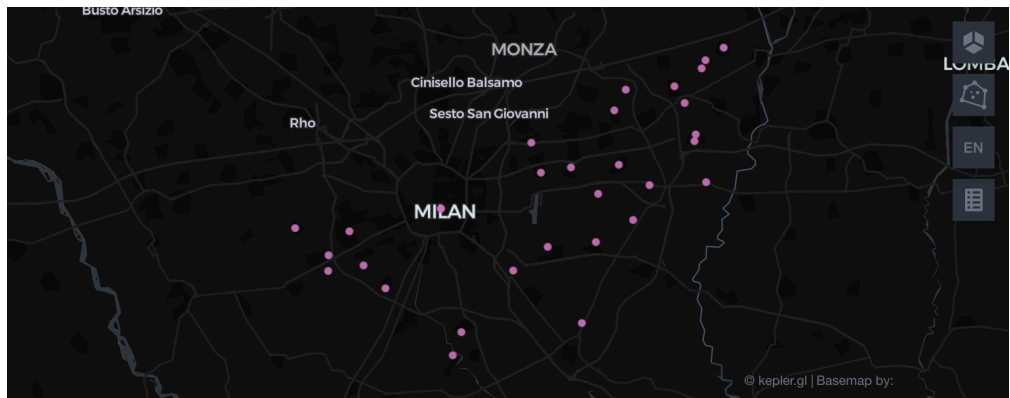 Busto Arsizio
MONZA
LOMBA
Cinisello Balsamo
Sesto San Giovanni
Rho
EN
MILAN
© kepler.gl | Basemap by: